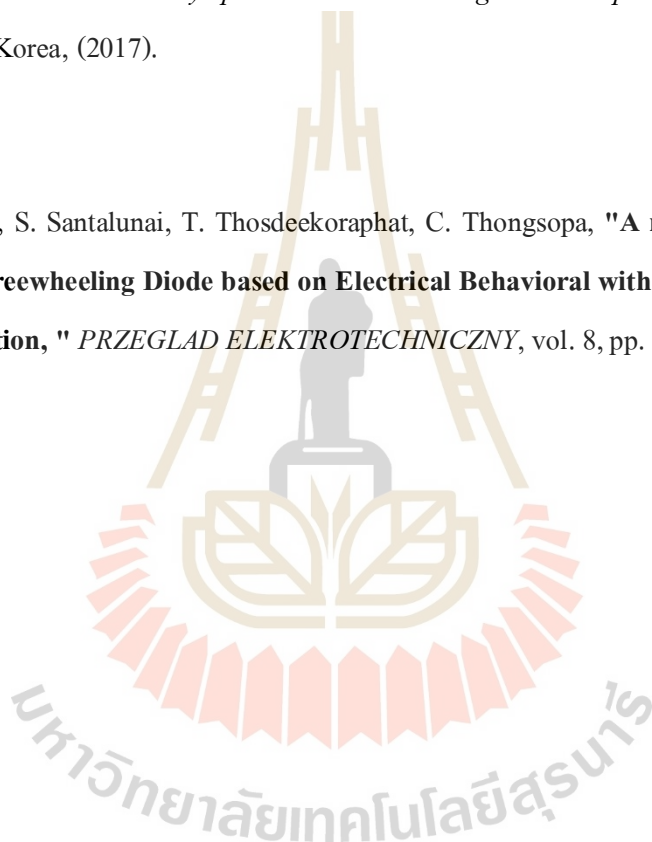 Korea, (2017).
, S. Santalunai, T. Thosdeekoraphat, C. Thongsopa, "A
reewheeling Diode based on Electrical Behavioral with
tion, " PRZEGLAD ELEKTROTECHNICZNY, vol. 8, pp.
มหาวิทยาลัยเทคโนโลยีสุรนารี